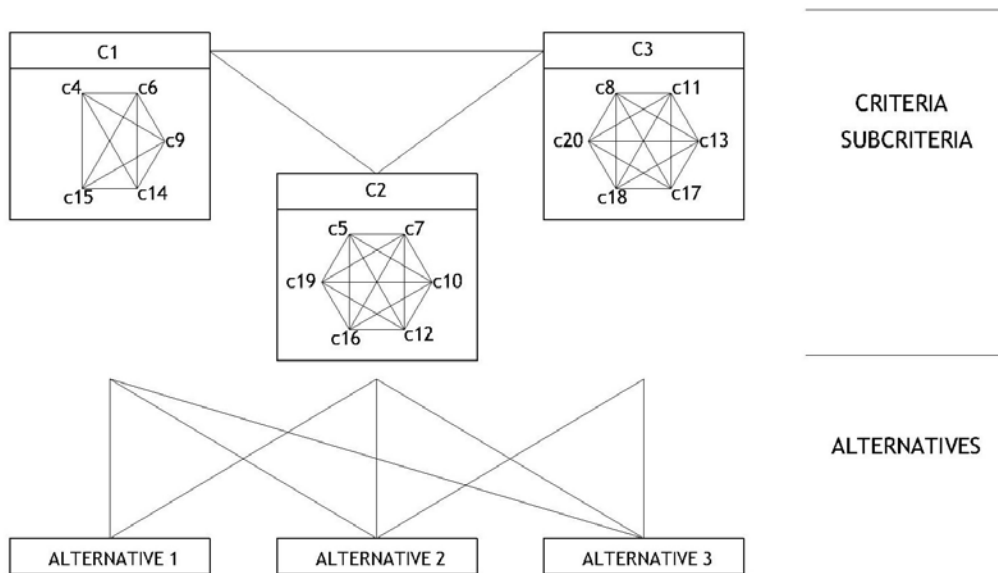 C1
c4
c6
c9
c15
c14
C3
c8
c11
c20
c13
c18
c17
C2
c5
c7
c19
c10
c16
c12
CRITERIA
SUBCRITERIA
ALTERNATIVES
ALTERNATIVE 1
ALTERNATIVE 2
ALTERNATIVE 3